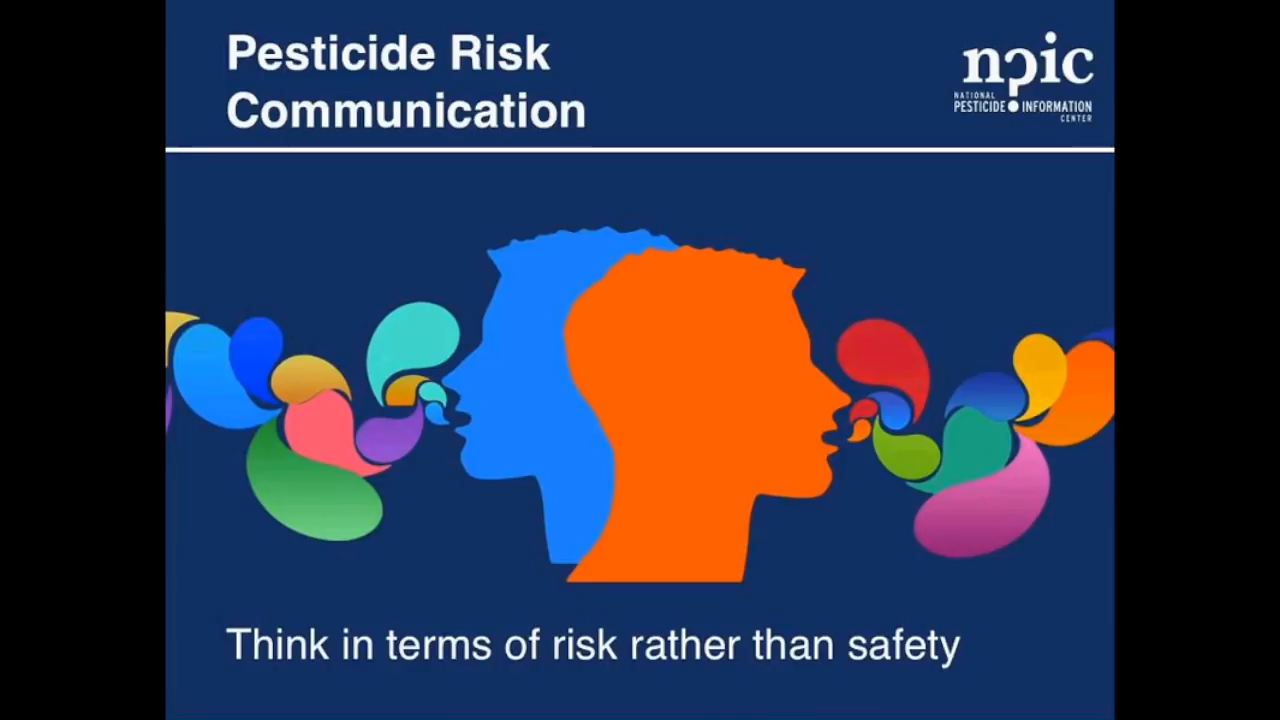 Pesticide Risk
Communication
npic
NATIONAL
PESTICIDE INFORMATION
CENTER
Think in terms of risk rather than safety